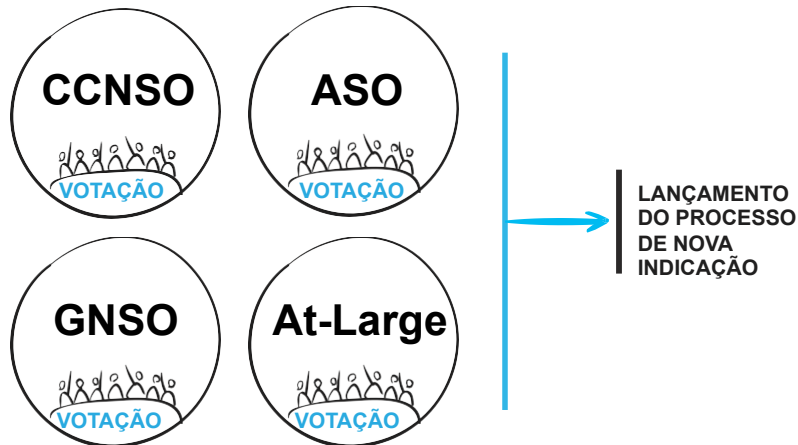 CCNSO
VOTAÇÃO
ASO
VOTAÇÃO
GNSO
VOTAÇÃO
At-Large
VOTAÇÃO
LANÇAMENTO
DO PROCESSO
DE NOVA
INDICAÇÃO